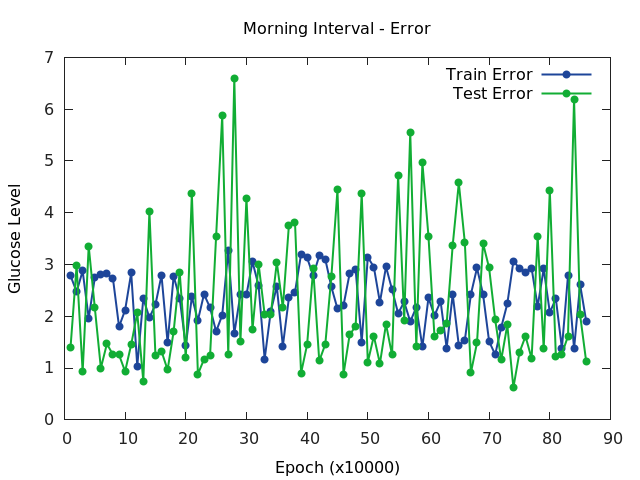 Morning Interval - Error
Train Error
Test Error
7
6
5
4
3
2
1
0
Glucose Level
0 10 20 30 40 50 60 70 80 90
Epoch (x10000)